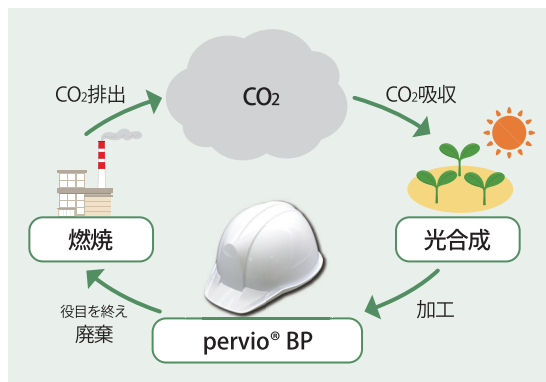 CO₂排出
CO₂
CO₂吸収
燃焼
光合成
役目を終え
廃棄
加工
pervio® BP